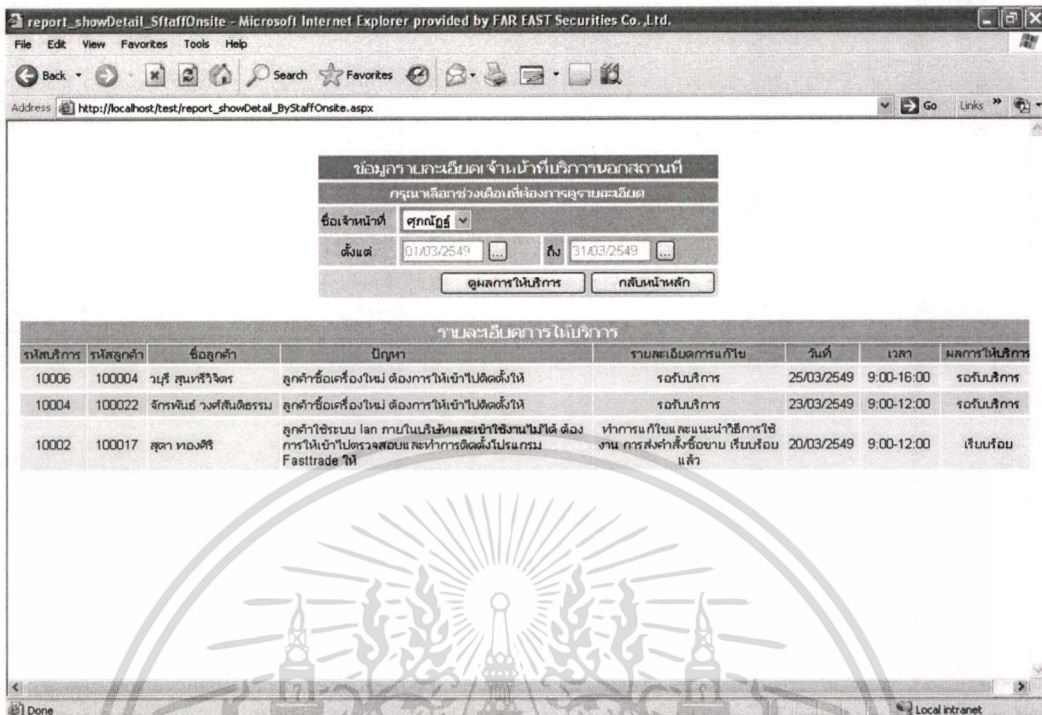 report_showDetail_SftaffOnsite - Microsoft Internet Explorer provided by FAR EAST Securities Co.,Ltd.
File Edit View Favorites Tools Help
Back Search Favorites
Address http://localhost/test/report_showDetail_ByStaffOnsite.aspx Go Links »
ข้อมูลรายละเอียดเจ้าหน้าที่บริการนอกสถานที่
กรุณาเลือกช่วงเดือนที่ต้องการดูรายละเอียด
ชื่อเจ้าหน้าที่ ศุภณัฏฐ์
ตั้งแต่ 01/03/2549 ... ถึง 31/03/2549 ...
ดูผลการให้บริการ กลับหน้าหลัก
รายละเอียดการให้บริการ
รหัสบริการ รหัสลูกค้า ชื่อลูกค้า ปัญหา รายละเอียดการแก้ไข วันที่ เวลา ผลการให้บริการ
10006 100004 วบุรี สุนทรีวิจิตร ลูกค้าซื้อเครื่องใหม่ ต้องการให้เข้าไปติดตั้งให้ รอรับบริการ 25/03/2549 9:00-16:00 รอรับบริการ
10004 100022 จักรพันธ์ วงศ์สันติธรรม ลูกค้าซื้อเครื่องใหม่ ต้องการให้เข้าไปติดตั้งให้ รอรับบริการ 23/03/2549 9:00-12:00 รอรับบริการ
ลูกค้าใช้ระบบ lan ภายในบริษัทและเข้าใช้งานไม่ได้ ต้อง ทำการแก้ไขและแนะนำวิธีการใช้
10002 100017 สุดา ทองศิริ การให้เข้าไปตรวจสอบและทำการติดตั้งโปรแกรม งาน การส่งคำสั่งซื้อขาย เรียบร้อย 20/03/2549 9:00-12:00 เรียบร้อย
Fasttrade ให้ แล้ว
Done Local intranet